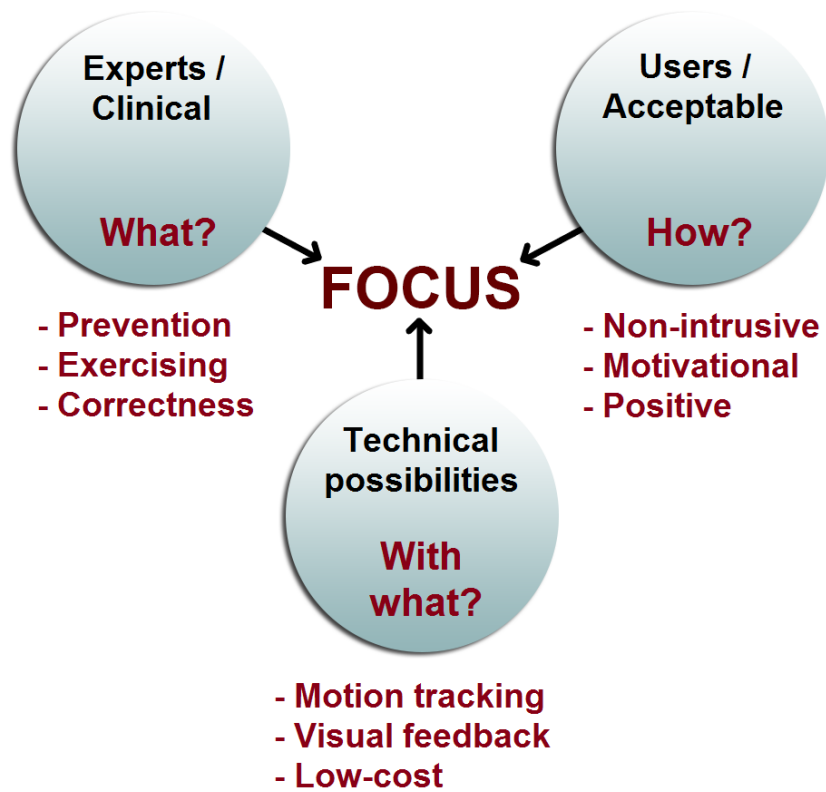 Experts /
Clinical
What?
- Prevention
- Exercising
- Correctness
Users /
Acceptable
How?
- Non-intrusive
- Motivational
- Positive
FOCUS
Technical
possibilities
With
what?
- Motion tracking
- Visual feedback
- Low-cost